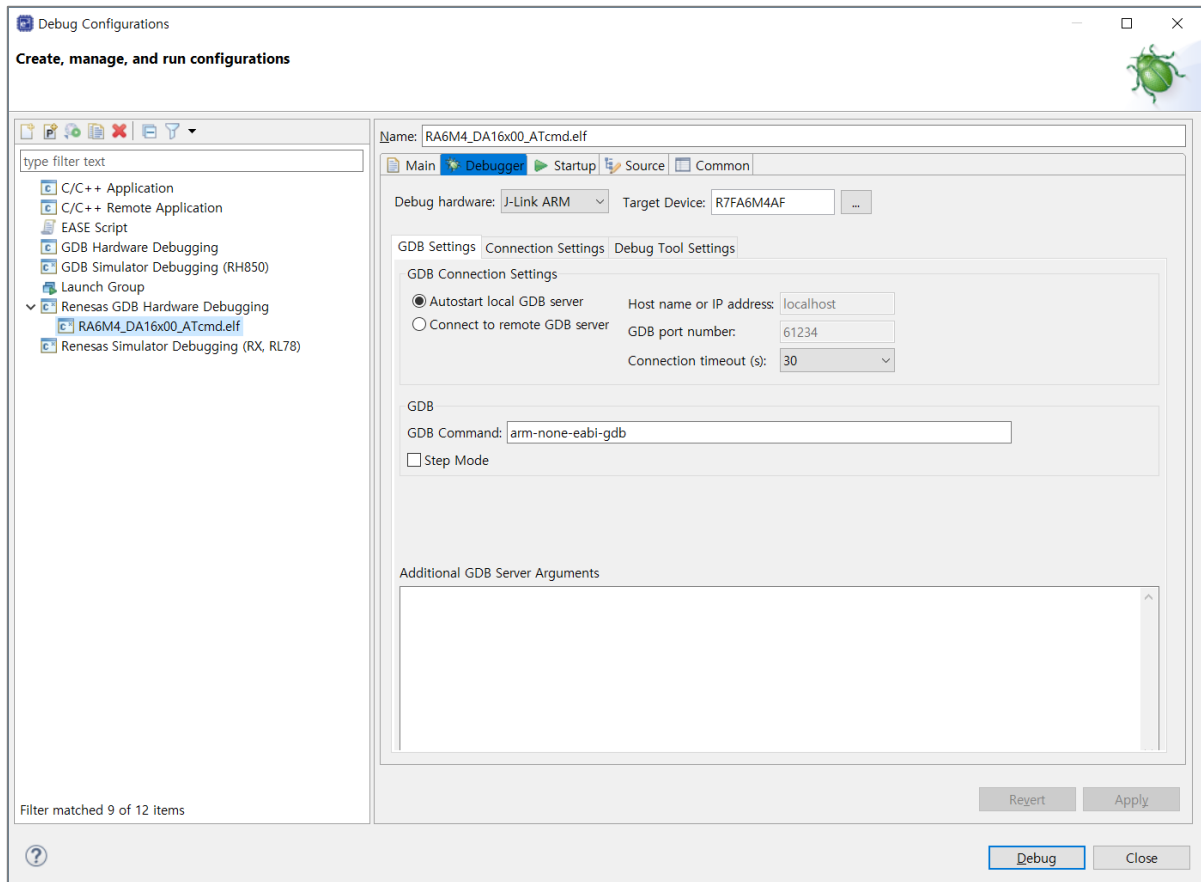 Debug Configurations
Create, manage, and run configurations
type filter text
C/C++ Application
C/C++ Remote Application
EASE Script
GDB Hardware Debugging
GDB Simulator Debugging (RH850)
Launch Group
Renesas GDB Hardware Debugging
RA6M4_DA16x00_ATcmd.elf
Renesas Simulator Debugging (RX, RL78)
Filter matched 9 of 12 items
Name: RA6M4_DA16x00_ATcmd.elf
Main Debugger Startup Source Common
Debug hardware: J-Link ARM Target Device: R7FA6M4AF ...
GDB Settings Connection Settings Debug Tool Settings
GDB Connection Settings
Autostart local GDB server
Connect to remote GDB server
Host name or IP address: localhost
GDB port number: 61234
Connection timeout (s): 30
GDB
GDB Command: arm-none-eabi-gdb
Step Mode
Additional GDB Server Arguments
Revert Apply
? Debug Close